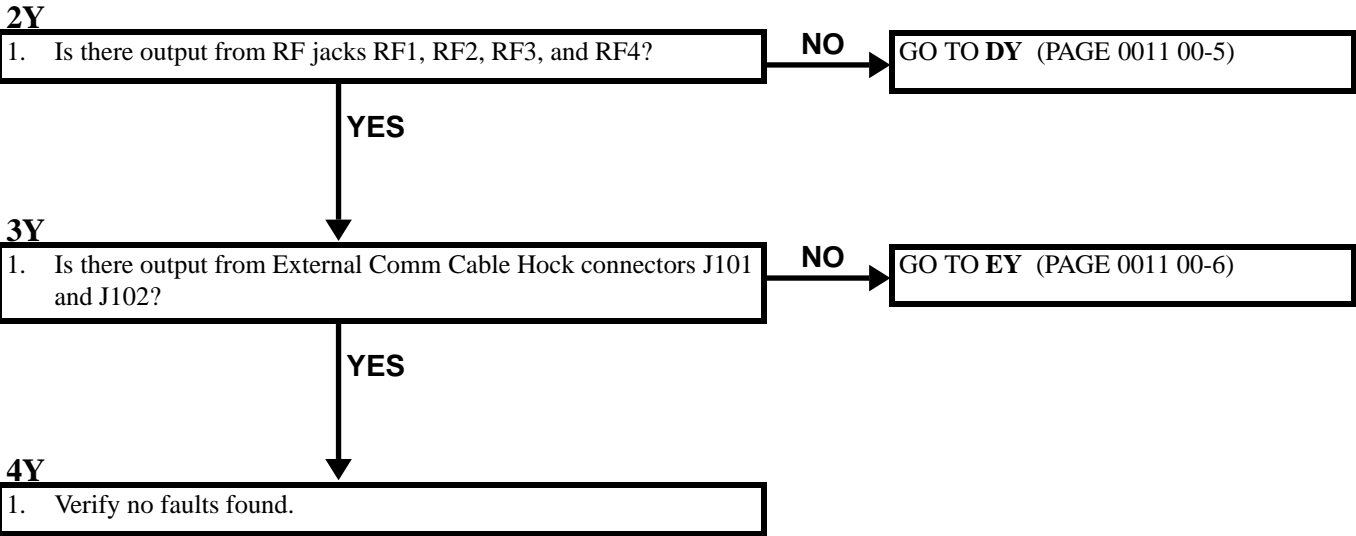 2Y
1. Is there output from RF jacks RF1, RF2, RF3, and RF4?
NO
GO TO DY (PAGE 0011 00-5)
YES
3Y
1. Is there output from External Comm Cable Hock connectors J101
and J102?
NO
GO TO EY (PAGE 0011 00-6)
YES
4Y
1. Verify no faults found.